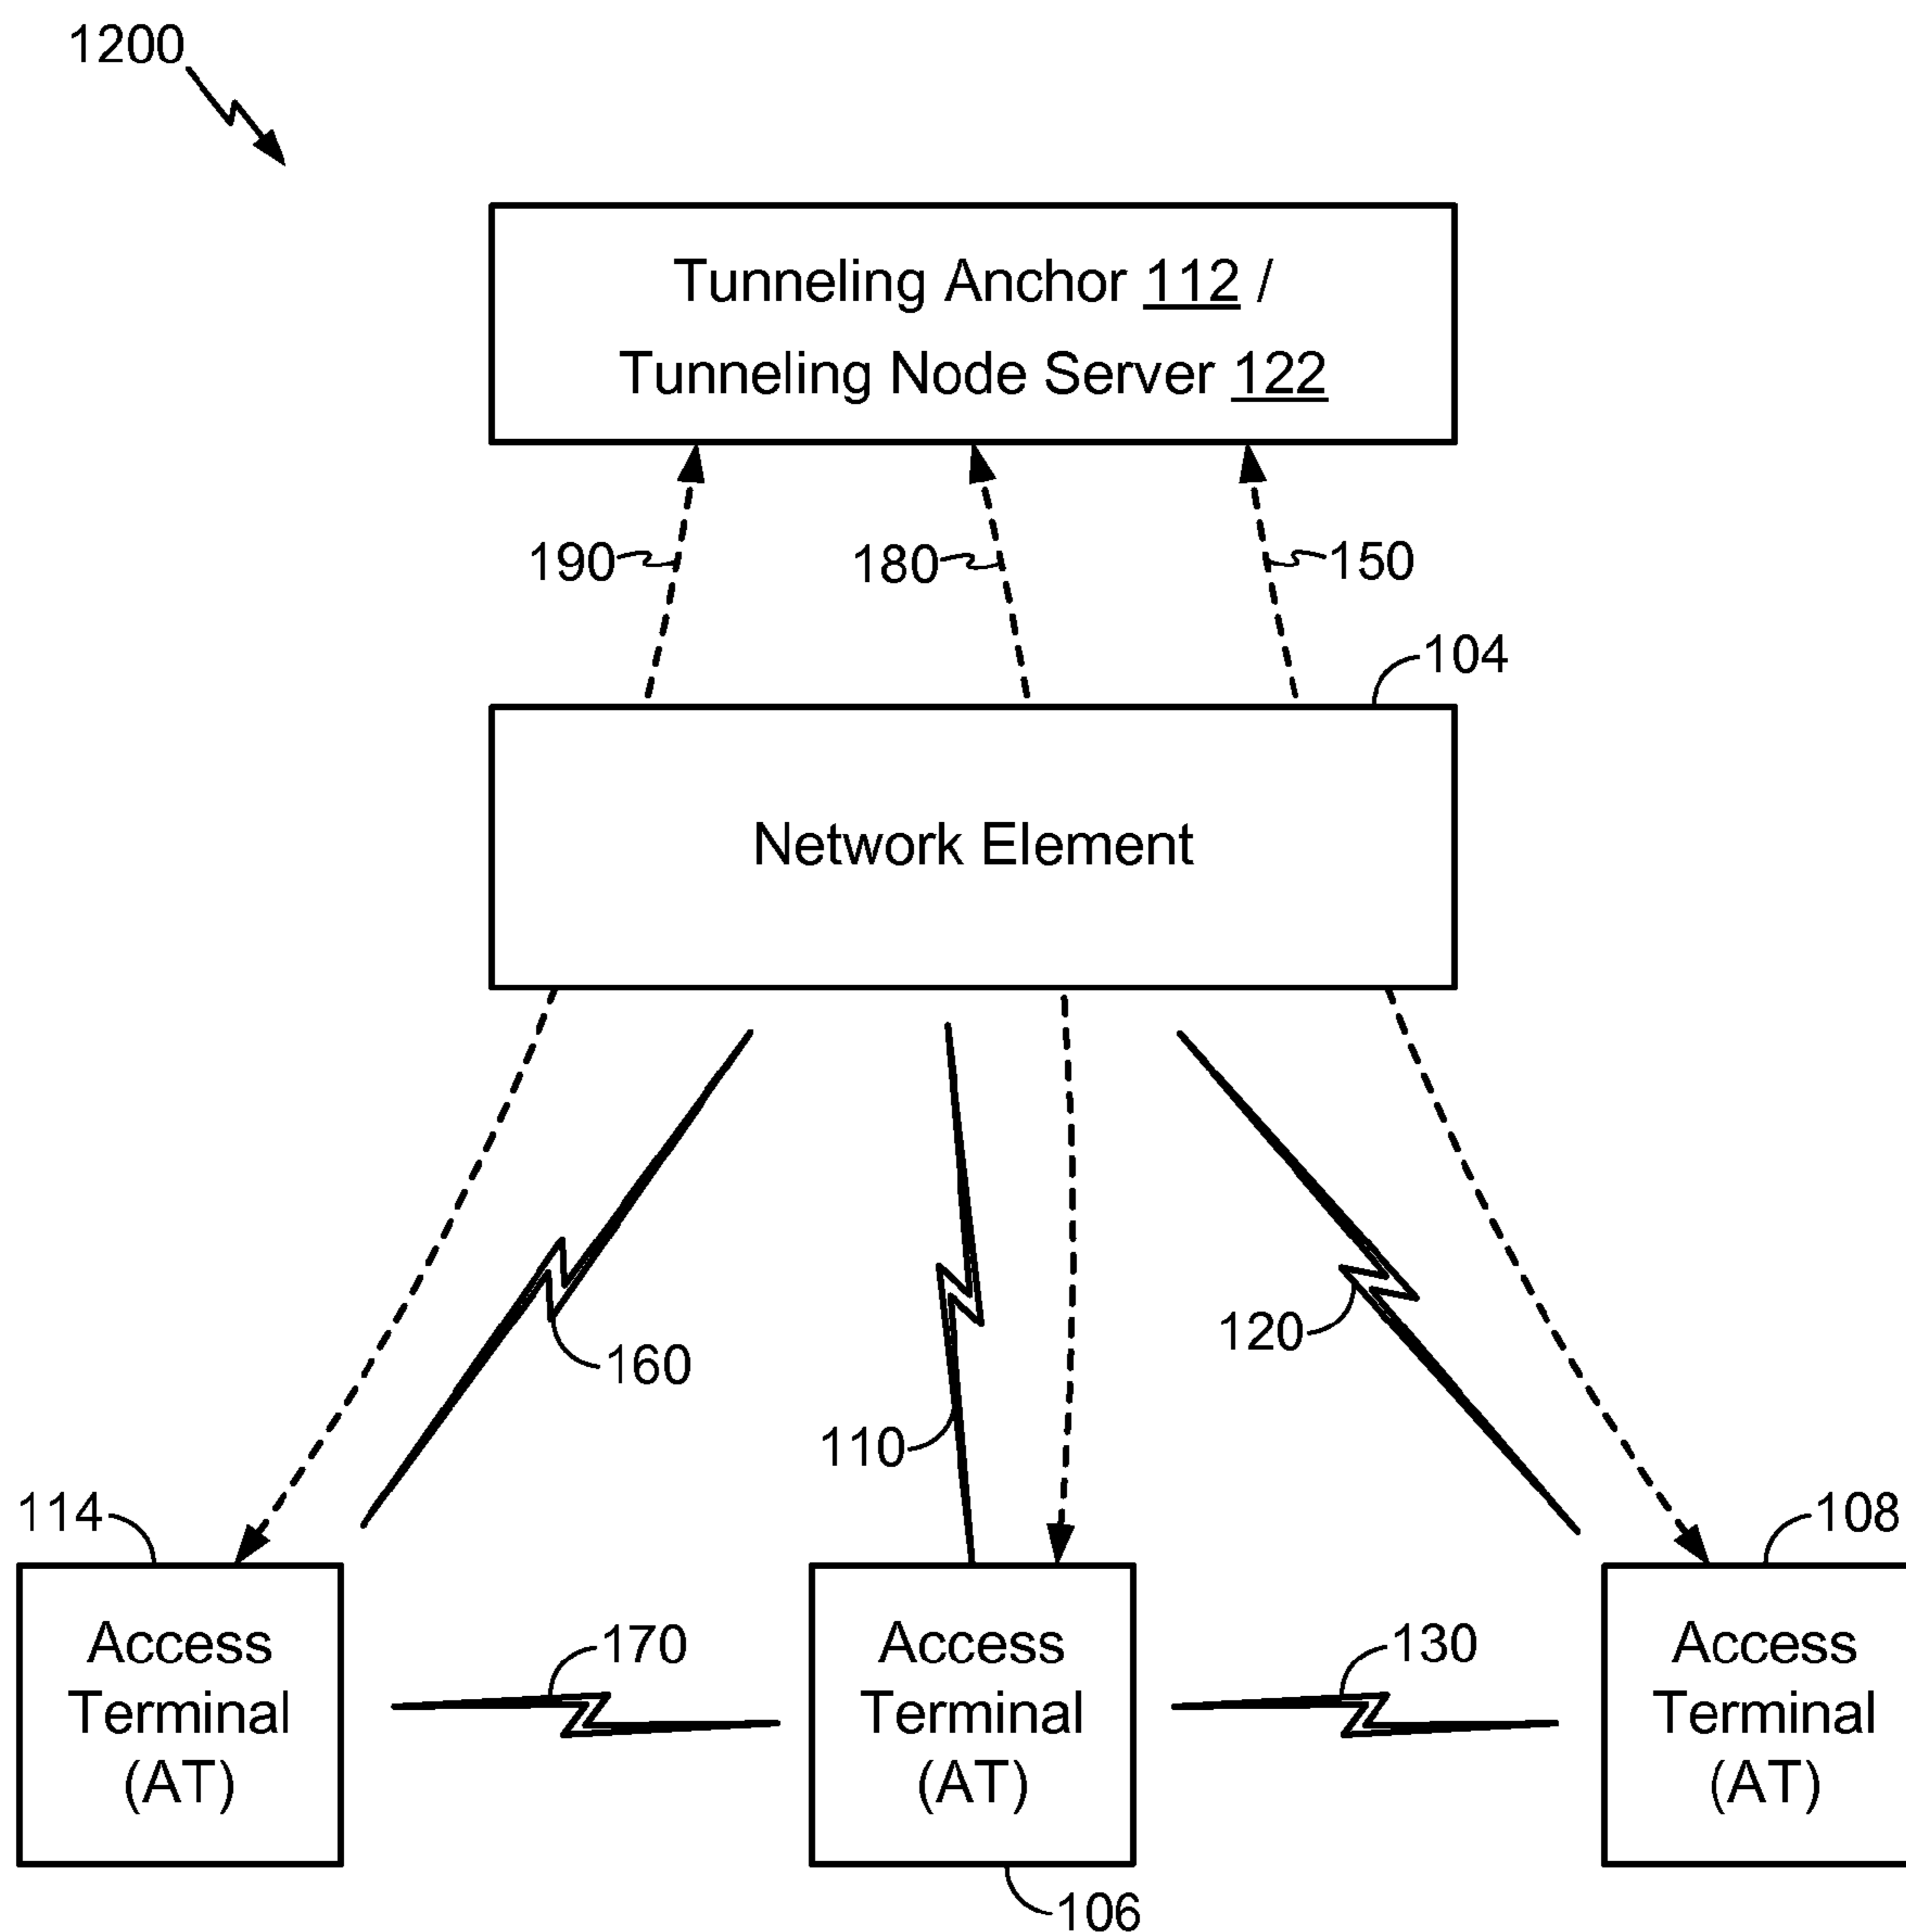 1200
Tunneling Anchor 112 /
Tunneling Node Server 122
190
180
150
104
Network Element
160
110
120
114
108
Access
Terminal
(AT)
170
Access
Terminal
(AT)
130
Access
Terminal
(AT)
106